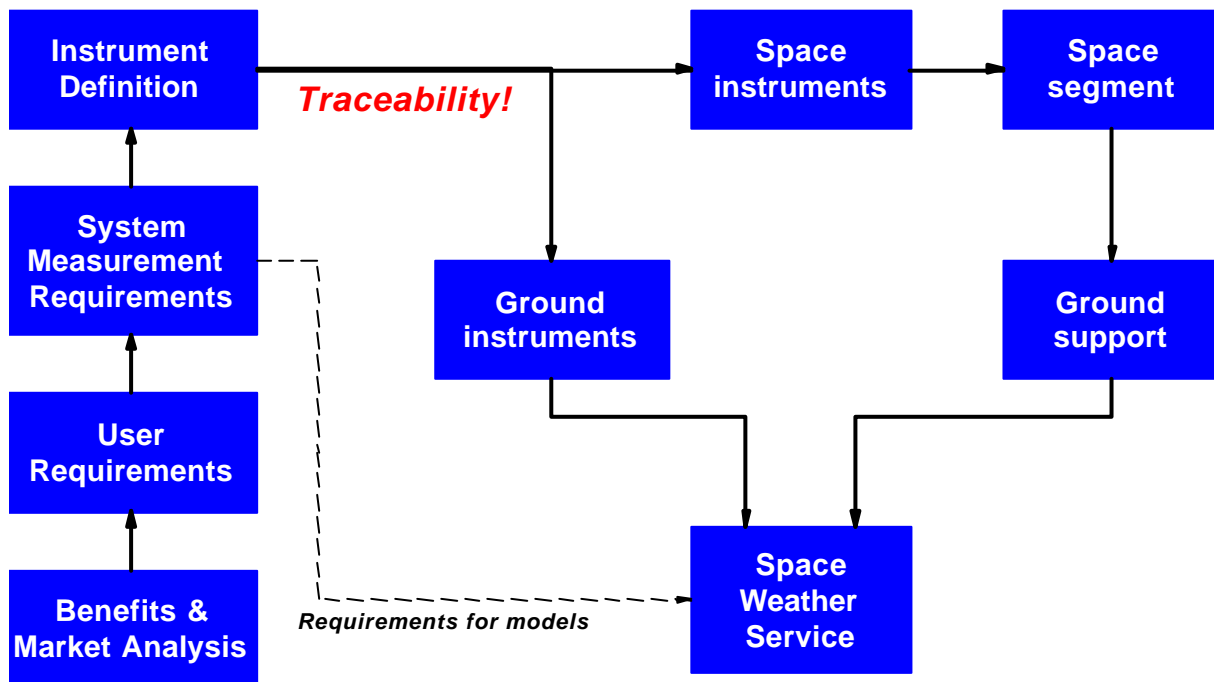 Instrument
Definition
Traceability!
Space
instruments
Space
segment
System
Measurement
Requirements
Ground
instruments
Ground
support
User
Requirements
Benefits &
Market Analysis
Requirements for models
Space
Weather
Service